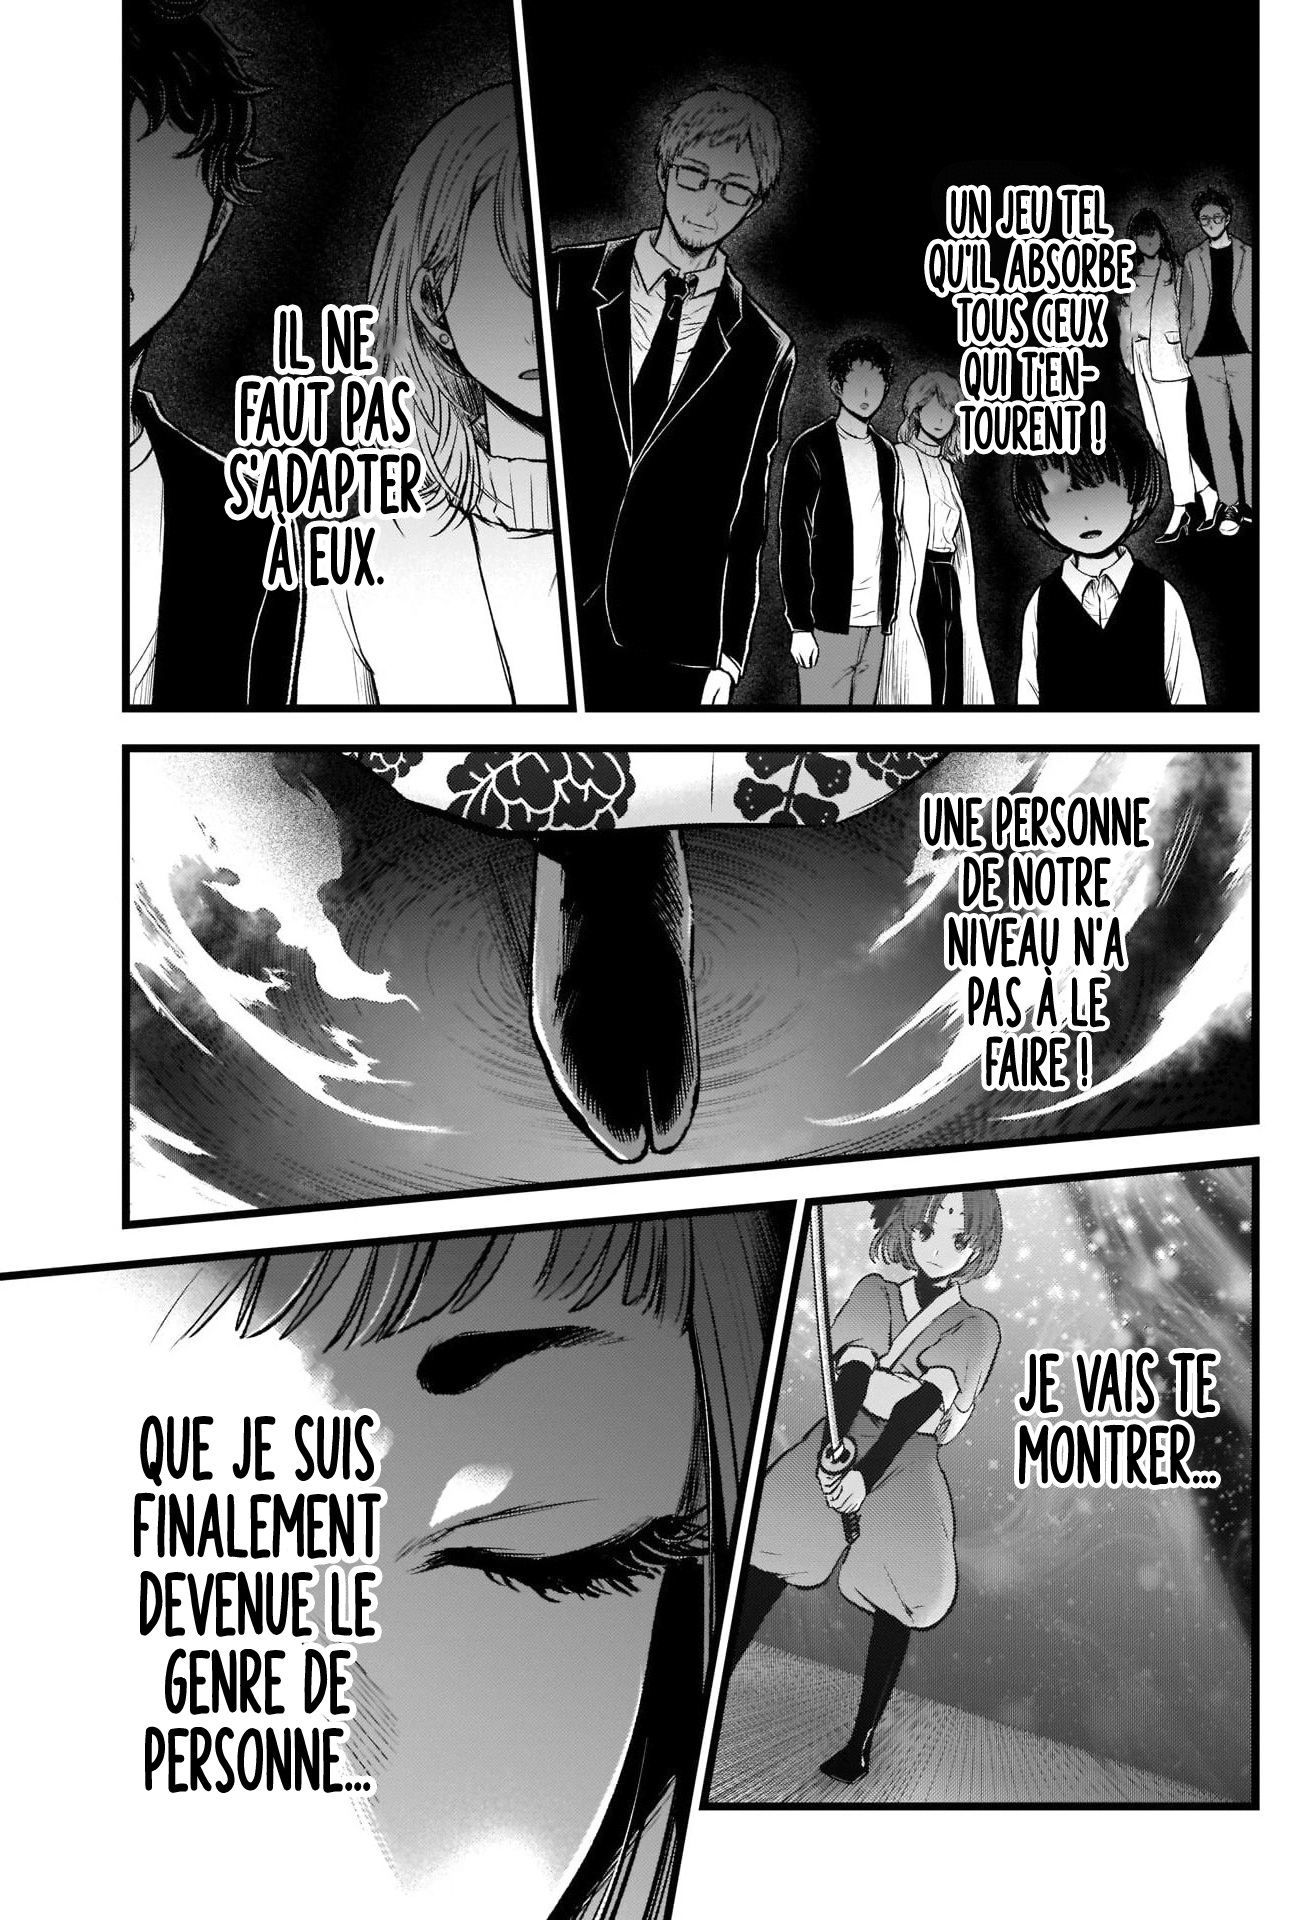 UN JEU TEL
QU'IL ABSORBE
TOUS CEUX
QUI T'EN-
TOURENT !
IL NE
FAUT PAS
S'ADAPTER
À EUX.
UNE PERSONNE
DE NOTRE
NIVEAU N'A
PAS À LE
FAIRE !
JE VAIS TE
MONTRER...
QUE JE SUIS
FINALEMENT
DEVENUE LE
GENRE DE
PERSONNE...